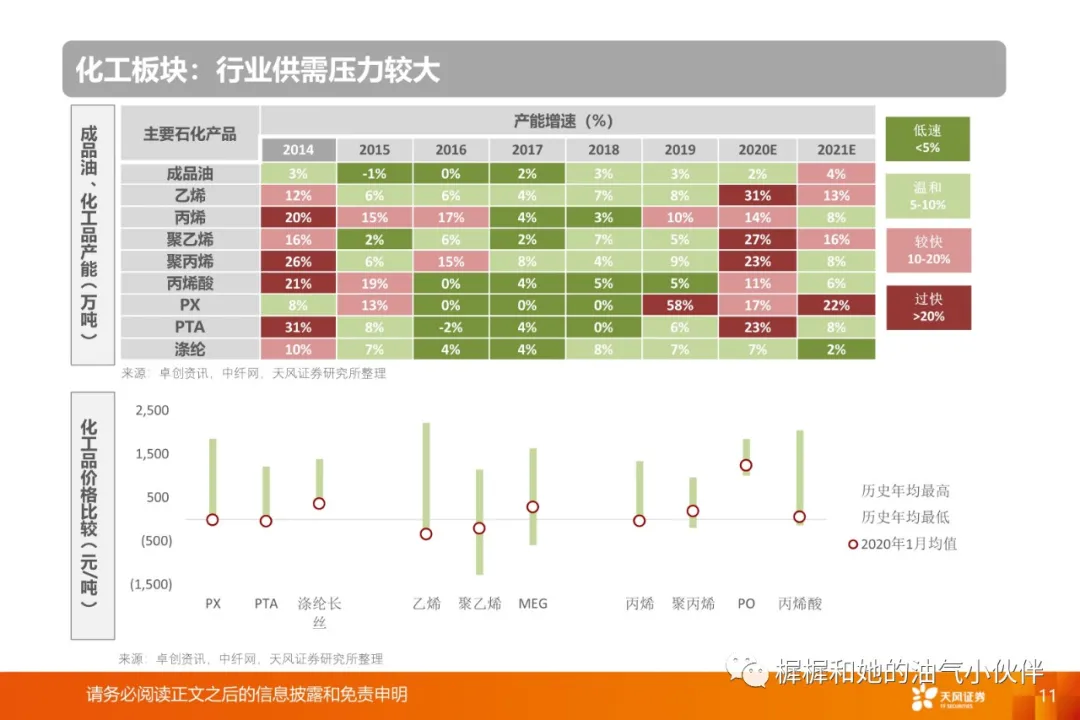 化工板块：行业供需压力较大
成品油、化工品产能（万吨）
主要石化产品 产能增速（%）
2014 2015 2016 2017 2018 2019 2020E 2021E
成品油 3% -1% 0% 2% 3% 3% 2% 4%
乙烯 12% 6% 6% 4% 7% 8% 31% 13%
丙烯 20% 15% 17% 4% 3% 10% 14% 8%
聚乙烯 16% 2% 6% 2% 7% 5% 27% 16%
聚丙烯 26% 6% 15% 8% 4% 9% 23% 8%
丙烯酸 21% 19% 0% 4% 5% 5% 11% 6%
PX 8% 13% 0% 0% 0% 58% 17% 22%
PTA 31% 8% -2% 4% 0% 6% 23% 8%
涤纶 10% 7% 4% 4% 8% 7% 7% 2%
低速
<5%
温和
5-10%
较快
10-20%
过快
>20%
来源：卓创资讯、中纤网、天风证券研究所整理
化工品价格比较（元/吨）
2,500
1,500
500
(500)
(1,500)
PX PTA 涤纶长丝 乙烯 聚乙烯 MEG 丙烯 聚丙烯 PO 丙烯酸
历史年均最高
历史年均最低
2020年1月均值
来源：卓创资讯、中纤网、天风证券研究所整理
请务必阅读正文之后的信息披露和免责申明
樨樨和她的油气小伙伴
天风证券
TF SECURITIES
11